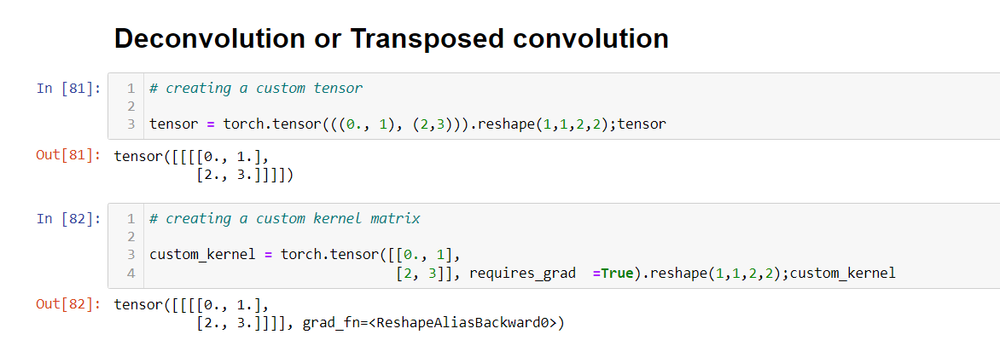 Deconvolution or Transposed convolution
In [81]:
1 # creating a custom tensor
2
3 tensor = torch.tensor(((0., 1), (2,3))).reshape(1,1,2,2);tensor
Out[81]: tensor([[[[0., 1.],
[2., 3.]]]])
In [82]:
1 # creating a custom kernel matrix
2
3 custom_kernel = torch.tensor([[0., 1],
4 [2, 3]], requires_grad  =True).reshape(1,1,2,2);custom_kernel
Out[82]: tensor([[[[0., 1.],
[2., 3.]]]], grad_fn=<ReshapeAliasBackward0>)